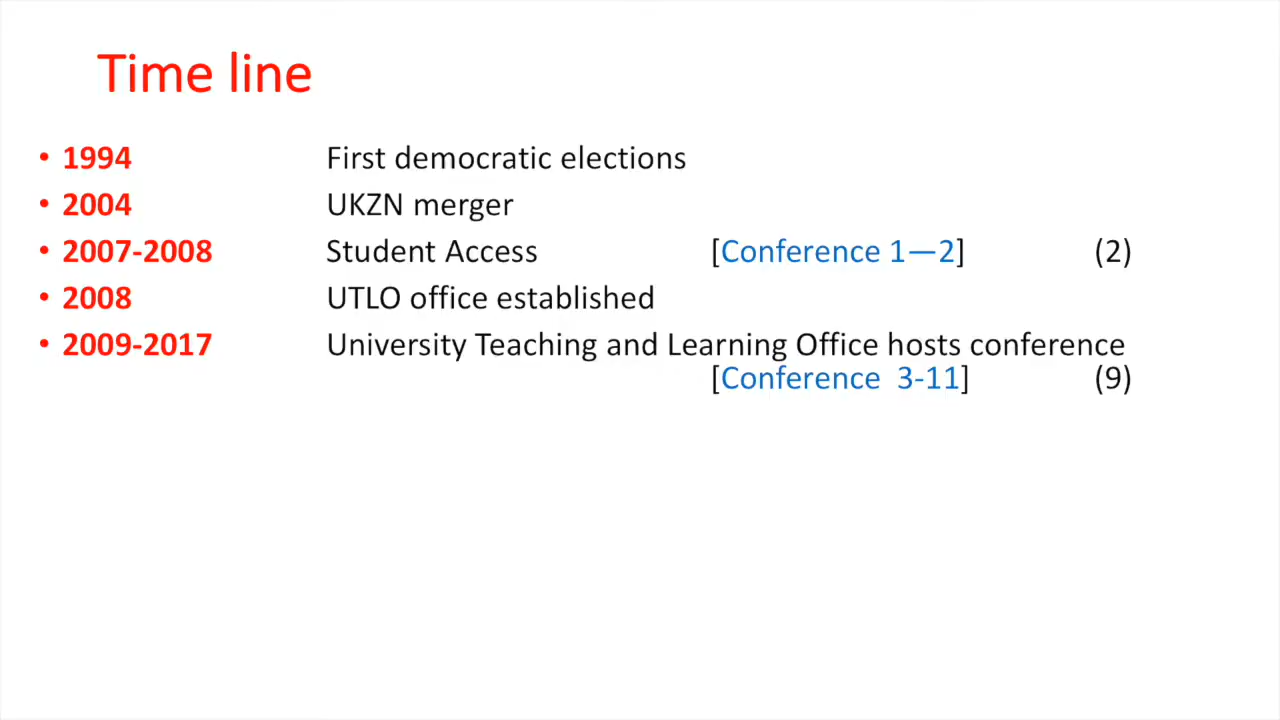 Time line
• 1994 First democratic elections
• 2004 UKZN merger
• 2007-2008 Student Access [Conference 1—2] (2)
• 2008 UTLO office established
• 2009-2017 University Teaching and Learning Office hosts conference
[Conference 3-11] (9)